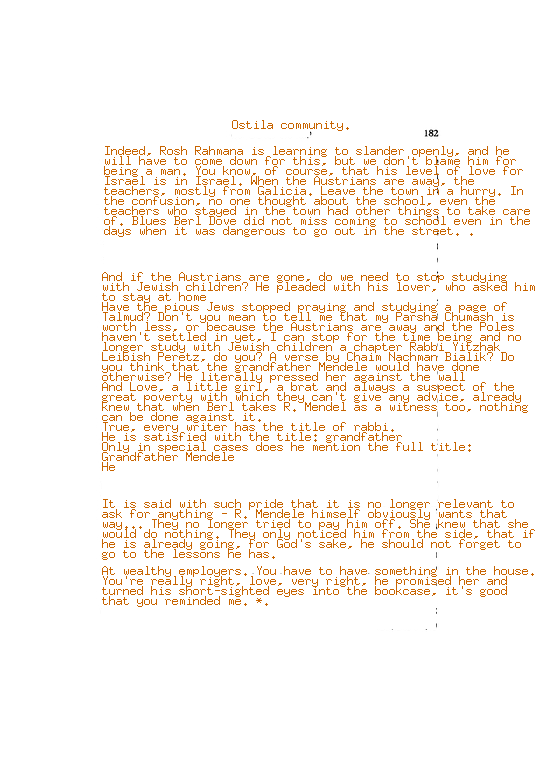 Ostila community.
182
Indeed, Rosh Rahmana is learning to slander openly, and he
will have to come down for this, but we don't blame him for
being a man. You know, of course, that his level of love for
Israel is in Israel. When the Austrians are away, the
teachers, mostly from Galicia. Leave the town in a hurry. In
the confusion, no one thought about the school, even the
teachers who stayed in the town had other things to take care
of. Blues Berl Dove did not miss coming to school even in the
days when it was dangerous to go out in the street. .
And if the Austrians are gone, do we need to stop studying
with Jewish children? He pleaded with his lover, who asked him
to stay at home
Have the pious Jews stopped praying and studying a page of
Talmud? Don't you mean to tell me that my Parsha Chumash is
worth less, or because the Austrians are away and the Poles
haven't settled in yet, I can stop for the time being and no
longer study with Jewish children a chapter Rabbi Yitzhak
Leibish Peretz, do you? A verse by Chaim Nachman Bialik? Do
you think that the grandfather Mendele would have done
otherwise? He literally pressed her against the wall
And Love, a little girl, a brat and always a suspect of the
great poverty with which they can't give any advice, already
knew that when Berl takes R. Mendel as a witness too, nothing
can be done against it.
True, every writer has the title of rabbi.
He is satisfied with the title: grandfather
Only in special cases does he mention the full title:
Grandfather Mendele
He
It is said with such pride that it is no longer relevant to
ask for anything - R. Mendele himself obviously wants that
way... They no longer tried to pay him off. She knew that she
would do nothing. They only noticed him from the side, that if
he is already going, for God's sake, he should not forget to
go to the lessons he has.
At wealthy employers. You have to have something in the house.
You're really right, love, very right, he promised her and
turned his short-sighted eyes into the bookcase, it's good
that you reminded me. *.